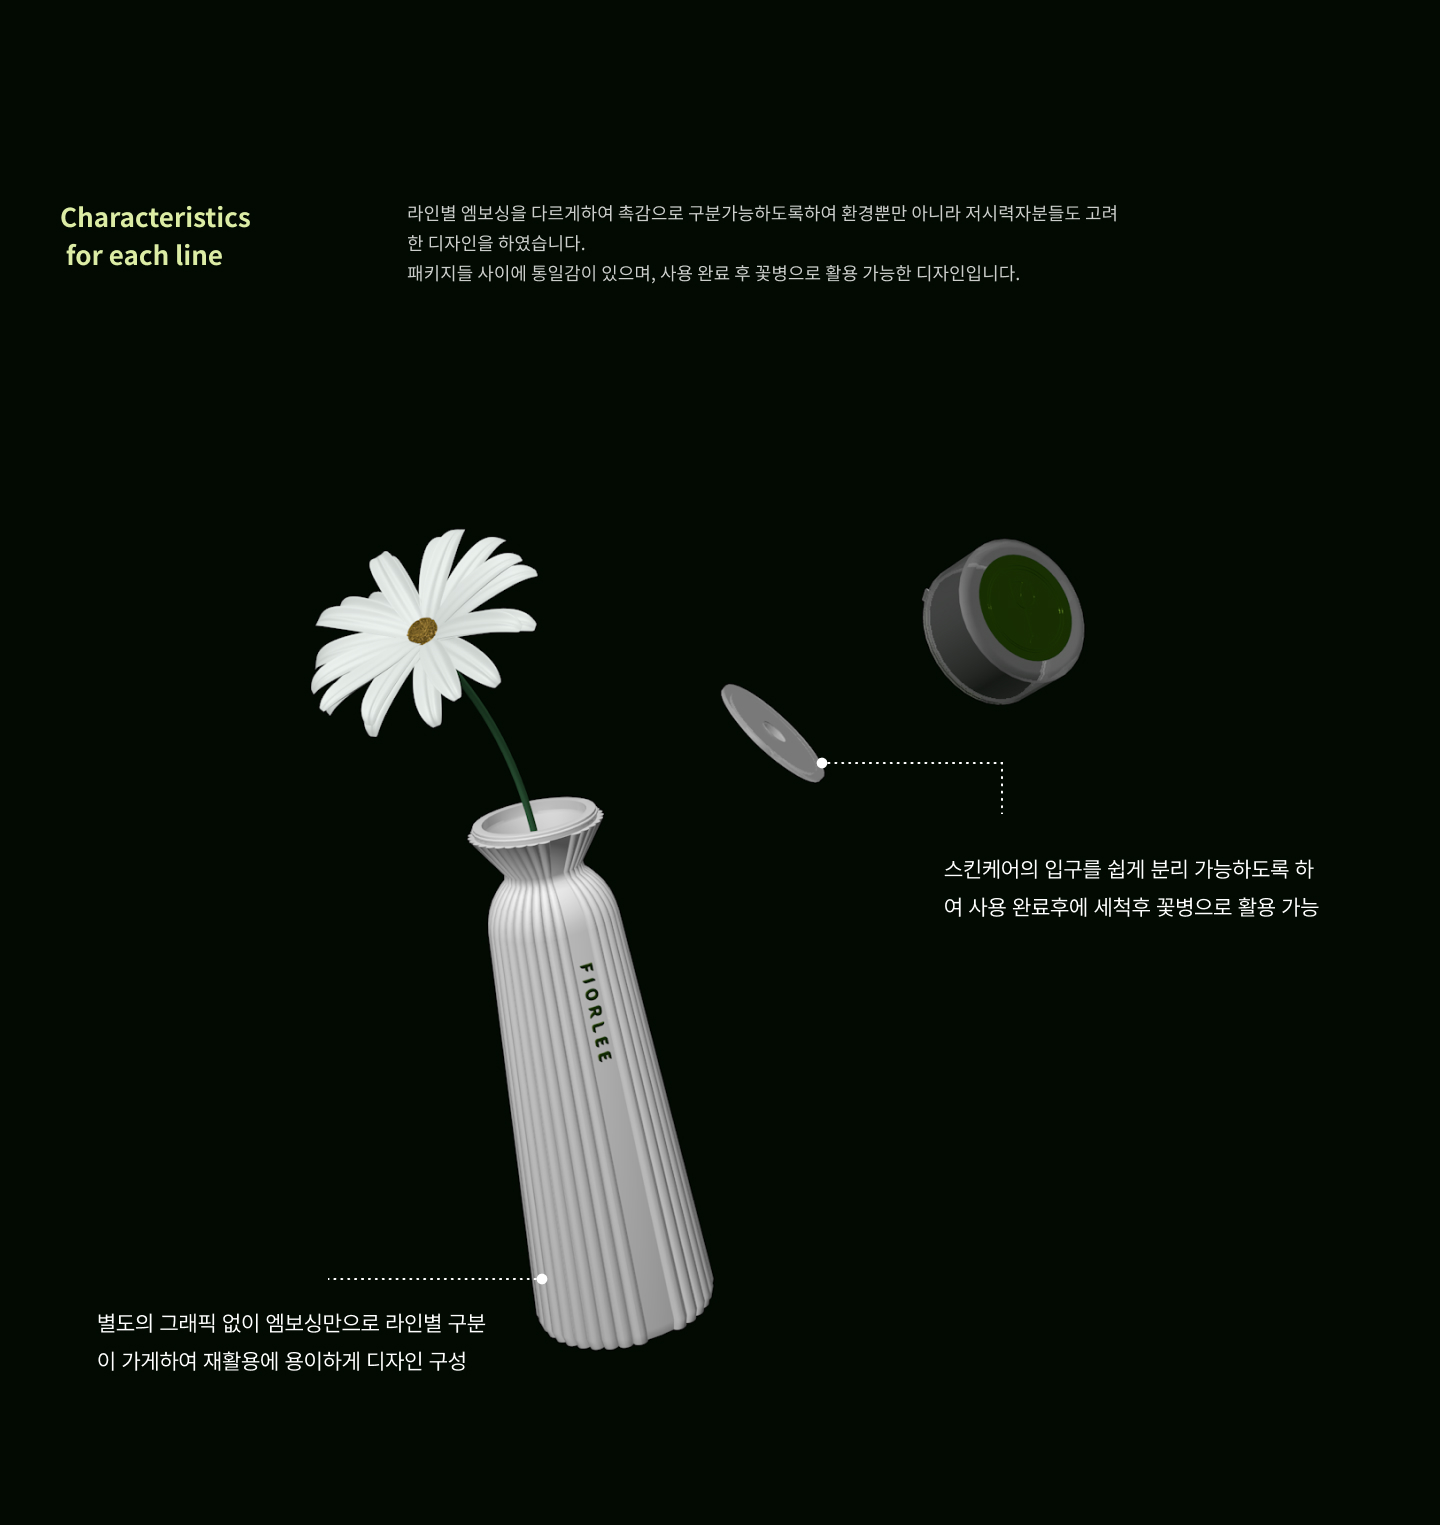 Characteristics
for each line
라인별 엠보싱을 다르게하여 촉감으로 구분가능하도록하여 환경뿐만 아니라 저시력자분들도 고려
한 디자인을 하였습니다.
패키지들 사이에 통일감이 있으며, 사용 완료 후 꽃병으로 활용 가능한 디자인입니다.
스킨케어의 입구를 쉽게 분리 가능하도록 하
여 사용 완료후에 세척후 꽃병으로 활용 가능
FIORLEE
별도의 그래픽 없이 엠보싱만으로 라인별 구분
이 가게하여 재활용에 용이하게 디자인 구성